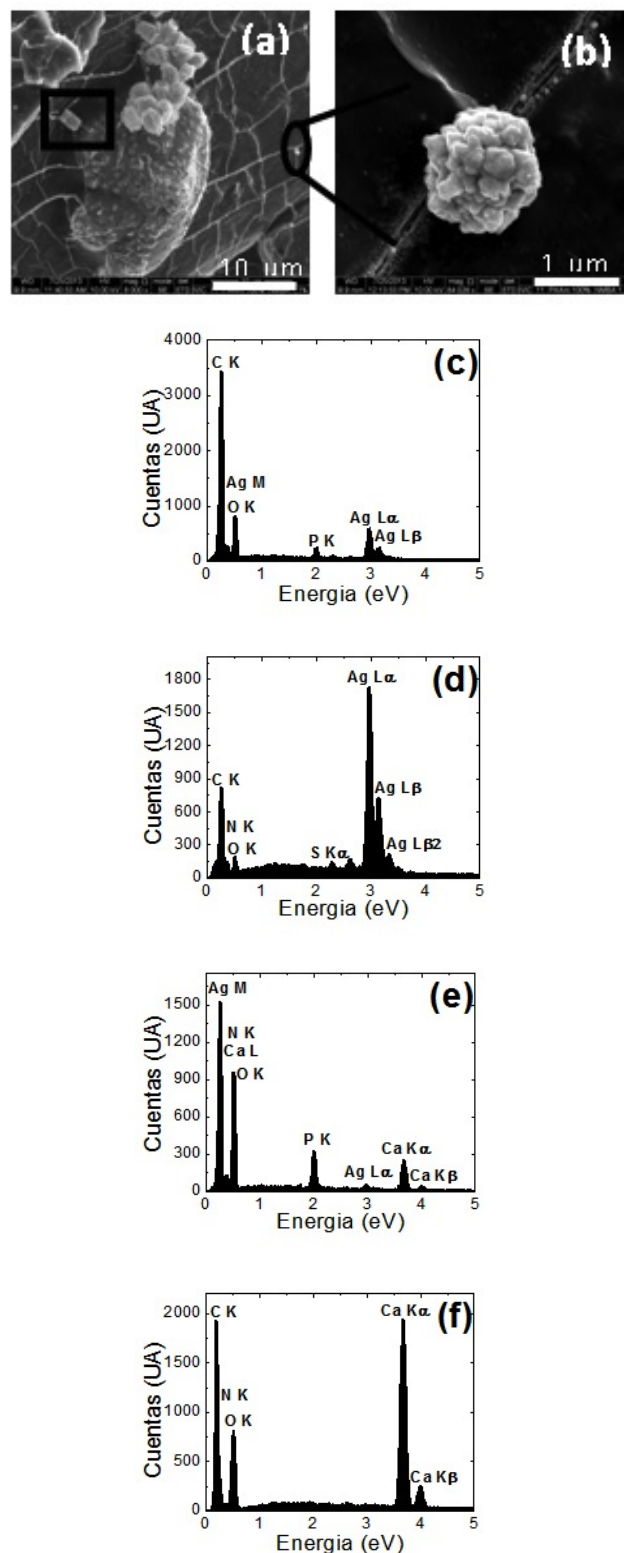 (a)
(b)
10 µm
1 µm
(c)
4000
3000
2000
1000
0
C K
Ag M
O K
P K
Ag Lα
Ag Lβ
0 1 2 3 4 5
Cuentas (UA)
Energia (eV)
(d)
1800
1500
1200
900
600
300
0
Ag Lα
C K
Ag Lβ
N K
O K
S Kα
Ag Lβ2
0 1 2 3 4 5
Cuentas (UA)
Energia (eV)
(e)
1500
1200
900
600
300
0
Ag M
N K
Ca L
O K
P K
Ag Lα
Ca Kα
Ca Kβ
0 1 2 3 4 5
Cuentas (UA)
Energia (eV)
(f)
2000
1500
1000
500
0
C K
N K
O K
Ca Kα
Ca Kβ
0 1 2 3 4 5
Cuentas (UA)
Energia (eV)